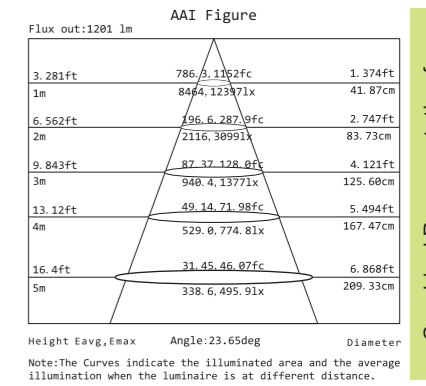 AAI Figure
Flux out:1201 lm
3.281ft 786.3,1152fc 1.374ft
1m 8464,12397lx 41.87cm
6.562ft 196.6,287.9fc 2.747ft
2m 2116,3099lx 83.73cm
9.843ft 87.37,128.0fc 4.121ft
3m 940.4,1377lx 125.60cm
13.12ft 49.14,71.98fc 5.494ft
4m 529.0,774.8lx 167.47cm
16.4ft 31.45,46.07fc 6.868ft
5m 338.6,495.9lx 209.33cm
Height Eavg,Emax Angle:23.65deg Diameter
Note:The Curves indicate the illuminated area and the average
illumination when the luminaire is at different distance.